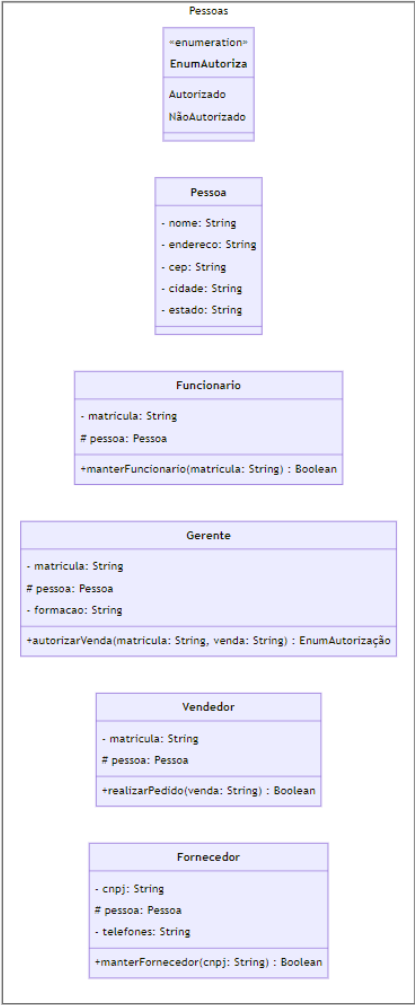 Pessoas
«enumeration»
EnumAutoriza
Autorizado
NãoAutorizado
Pessoa
- nome: String
- endereco: String
- cep: String
- cidade: String
- estado: String
Funcionario
- matricula: String
# pessoa: Pessoa
+manterFuncionario(matricula: String) : Boolean
Gerente
- matricula: String
# pessoa: Pessoa
- formacao: String
+autorizarVenda(matricula: String, venda: String) : EnumAutorização
Vendedor
- matricula: String
# pessoa: Pessoa
+realizarPedido(venda: String) : Boolean
Fornecedor
- cnpj: String
# pessoa: Pessoa
- telefones: String
+manterFornecedor(cnpj: String) : Boolean